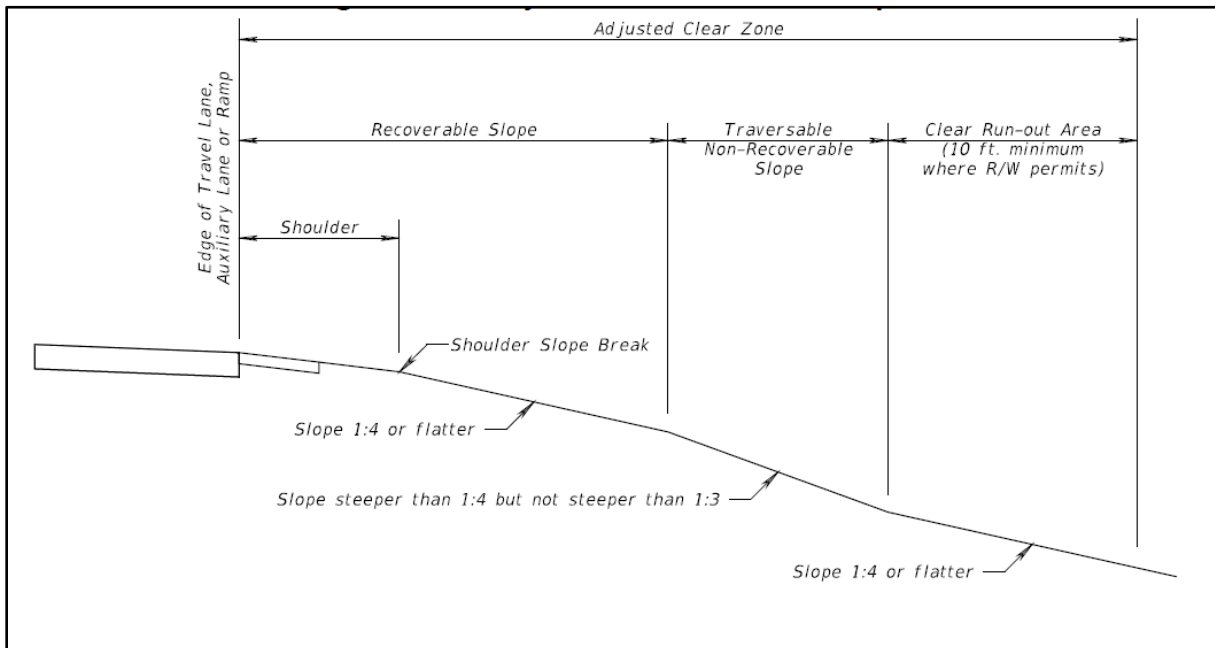 Adjusted Clear Zone
Edge of Travel Lane,
Auxiliary Lane or Ramp
Recoverable Slope
Traversable
Non-Recoverable
Slope
Clear Run-out Area
(10 ft. minimum
where R/W permits)
Shoulder
Shoulder Slope Break
Slope 1:4 or flatter
Slope steeper than 1:4 but not steeper than 1:3
Slope 1:4 or flatter